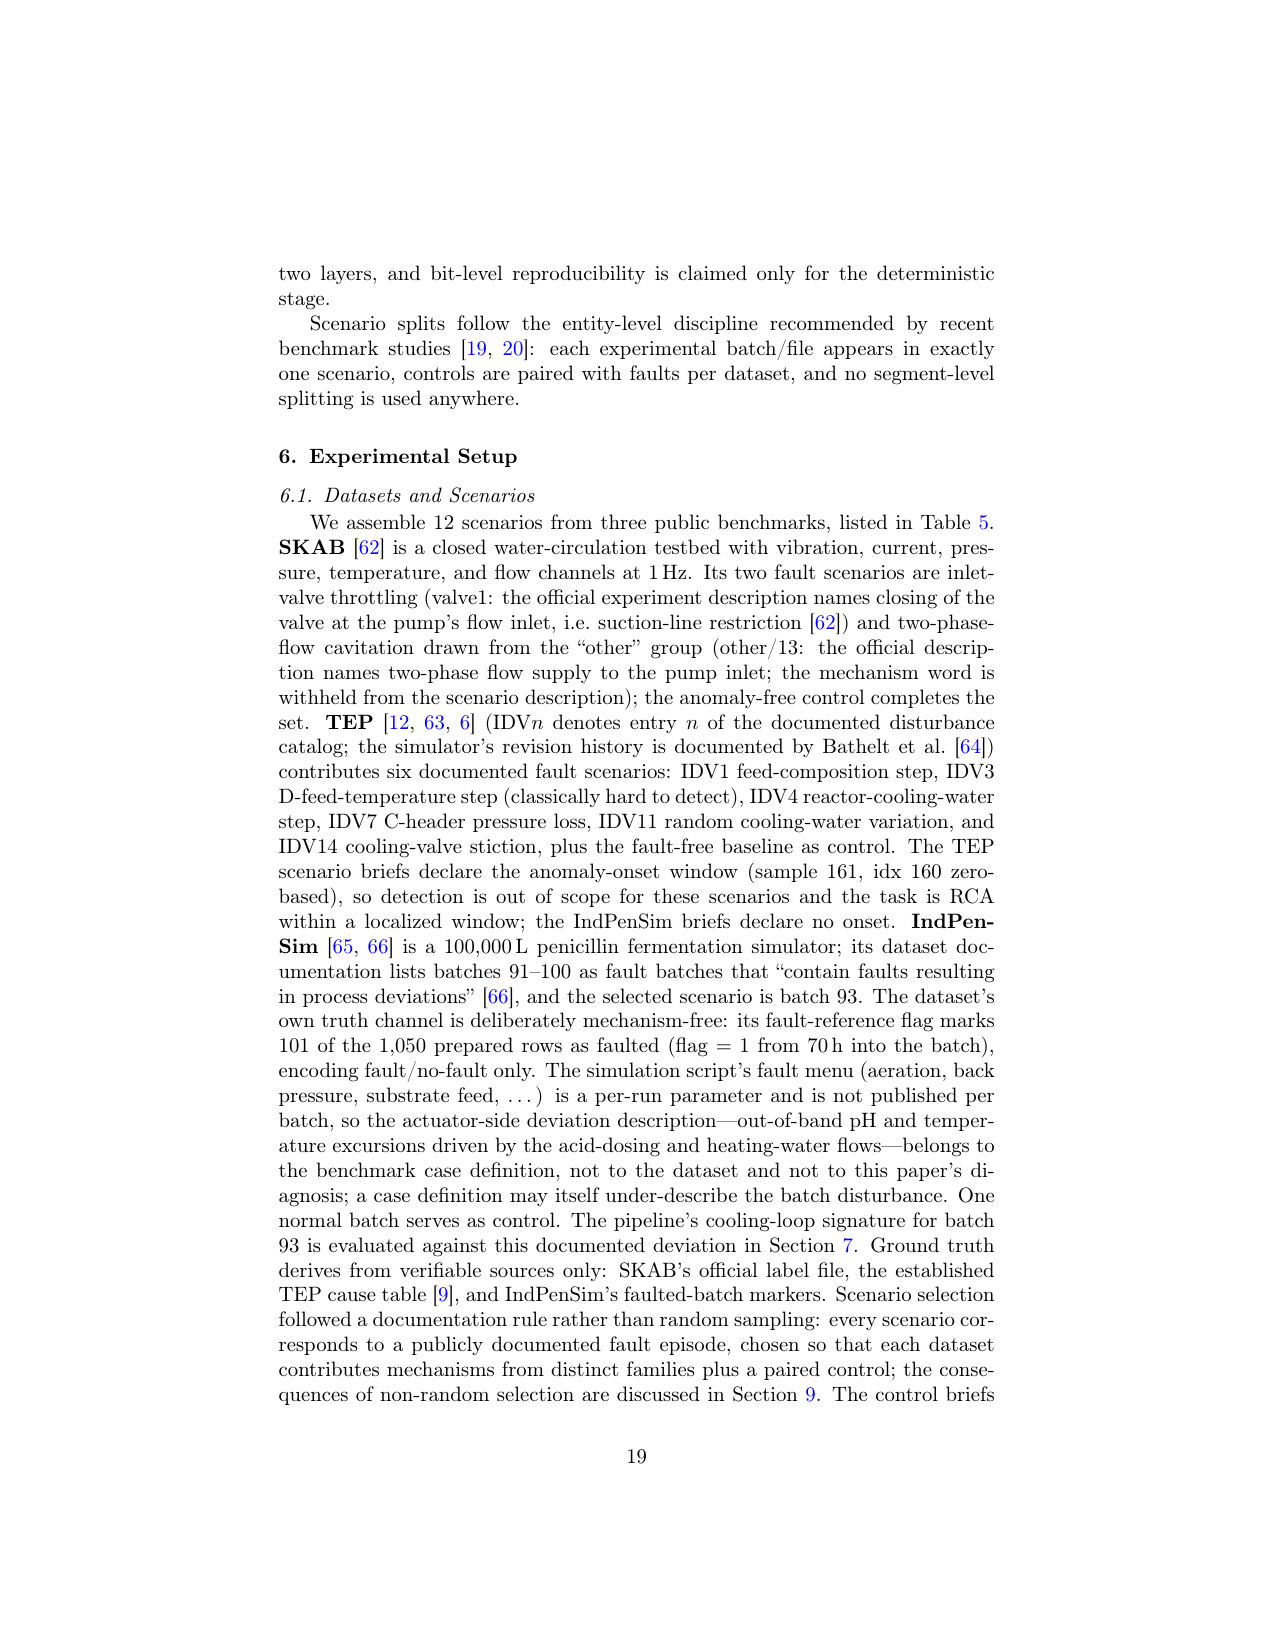 two layers, and bit-level reproducibility is claimed only for the deterministic
stage.
Scenario splits follow the entity-level discipline recommended by recent
benchmark studies [19, 20]: each experimental batch/file appears in exactly
one scenario, controls are paired with faults per dataset, and no segment-level
splitting is used anywhere.
6. Experimental Setup
6.1. Datasets and Scenarios
We assemble 12 scenarios from three public benchmarks, listed in Table 5.
SKAB [62] is a closed water-circulation testbed with vibration, current, pres-
sure, temperature, and flow channels at 1 Hz. Its two fault scenarios are inlet-
valve throttling (valve1: the official experiment description names closing of the
valve at the pump's flow inlet, i.e. suction-line restriction [62]) and two-phase-
flow cavitation drawn from the “other” group (other/13: the official descrip-
tion names two-phase flow supply to the pump inlet; the mechanism word is
withheld from the scenario description); the anomaly-free control completes the
set. TEP [12, 63, 6] (IDVn denotes entry n of the documented disturbance
catalog; the simulator's revision history is documented by Bathelt et al. [64])
contributes six documented fault scenarios: IDV1 feed-composition step, IDV3
D-feed-temperature step (classically hard to detect), IDV4 reactor-cooling-water
step, IDV7 C-header pressure loss, IDV11 random cooling-water variation, and
IDV14 cooling-valve stiction, plus the fault-free baseline as control. The TEP
scenario briefs declare the anomaly-onset window (sample 161, idx 160 zero-
based), so detection is out of scope for these scenarios and the task is RCA
within a localized window; the IndPenSim briefs declare no onset. IndPen-
Sim [65, 66] is a 100,000 L penicillin fermentation simulator; its dataset doc-
umentation lists batches 91–100 as fault batches that “contain faults resulting
in process deviations” [66], and the selected scenario is batch 93. The dataset's
own truth channel is deliberately mechanism-free: its fault-reference flag marks
101 of the 1,050 prepared rows as faulted (flag = 1 from 70 h into the batch),
encoding fault/no-fault only. The simulation script's fault menu (aeration, back
pressure, substrate feed, ...) is a per-run parameter and is not published per
batch, so the actuator-side deviation description—out-of-band pH and temper-
ature excursions driven by the acid-dosing and heating-water flows—belongs to
the benchmark case definition, not to the dataset and not to this paper's di-
agnosis; a case definition may itself under-describe the batch disturbance. One
normal batch serves as control. The pipeline's cooling-loop signature for batch
93 is evaluated against this documented deviation in Section 7. Ground truth
derives from verifiable sources only: SKAB's official label file, the established
TEP cause table [9], and IndPenSim's faulted-batch markers. Scenario selection
followed a documentation rule rather than random sampling: every scenario cor-
responds to a publicly documented fault episode, chosen so that each dataset
contributes mechanisms from distinct families plus a paired control; the conse-
quences of non-random selection are discussed in Section 9. The control briefs
19